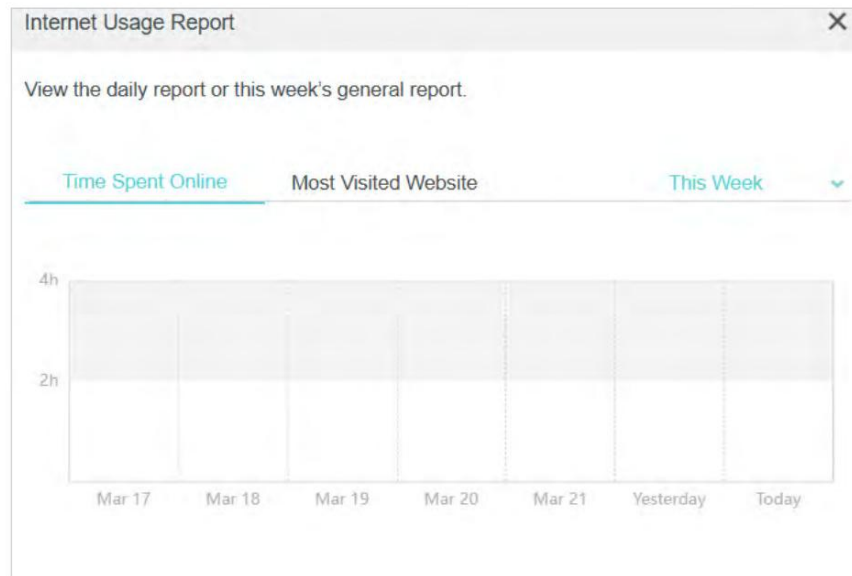 Internet Usage Report
View the daily report or this week's general report.
Time Spent Online Most Visited Website This Week
4h
2h
Mar 17 Mar 18 Mar 19 Mar 20 Mar 21 Yesterday Today